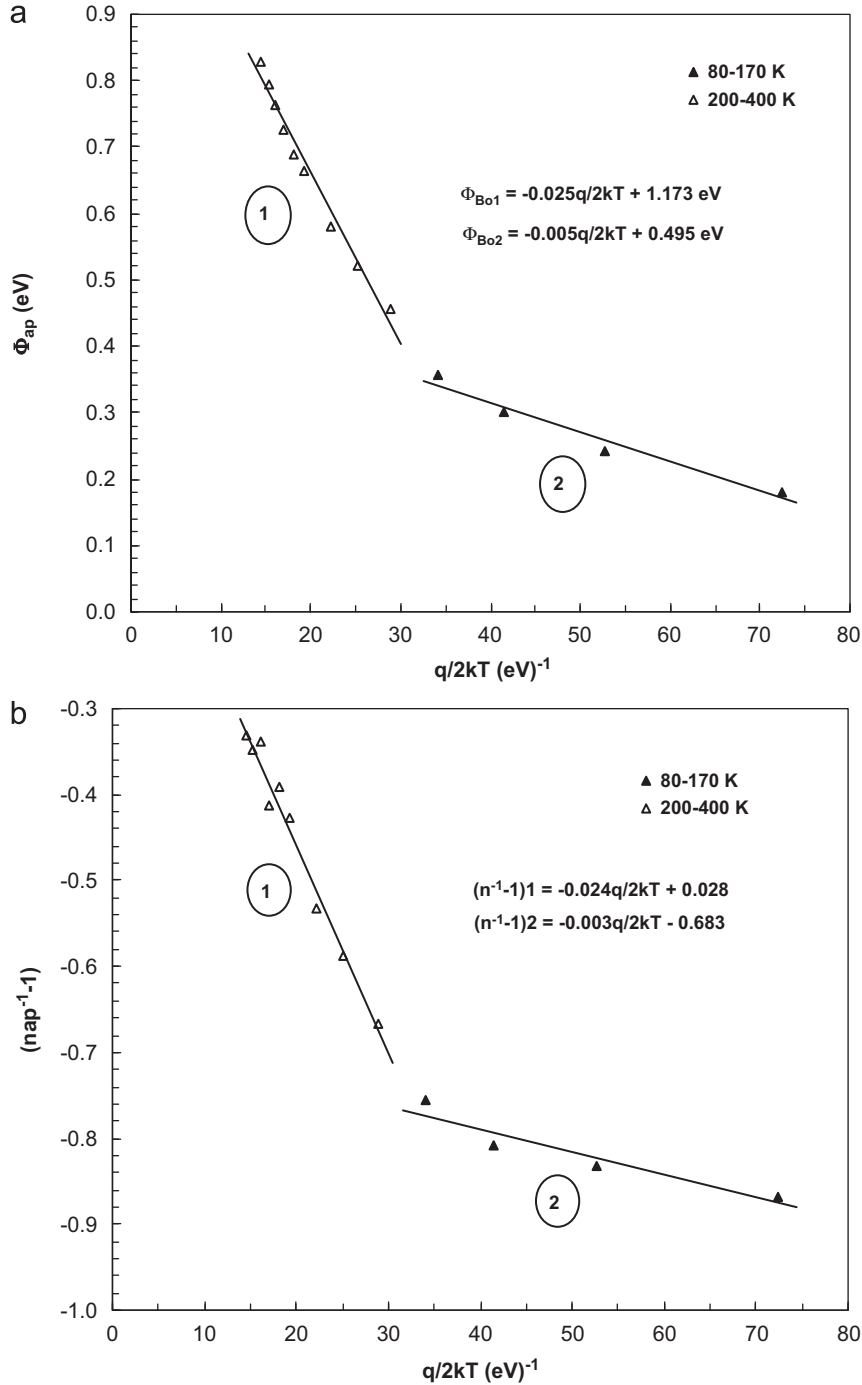 a
0.9
0.8
0.7
0.6
0.5
0.4
0.3
0.2
0.1
0.0
Φap (eV)
80-170 K
200-400 K
ΦBo1 = -0.025q/2kT + 1.173 eV
ΦBo2 = -0.005q/2kT + 0.495 eV
1
2
0 10 20 30 40 50 60 70 80
q/2kT (eV)-1
b
-0.3
-0.4
-0.5
-0.6
-0.7
-0.8
-0.9
-1.0
(nap-1-1)
80-170 K
200-400 K
(n-1-1)1 = -0.024q/2kT + 0.028
(n-1-1)2 = -0.003q/2kT - 0.683
1
2
0 10 20 30 40 50 60 70 80
q/2kT (eV)-1